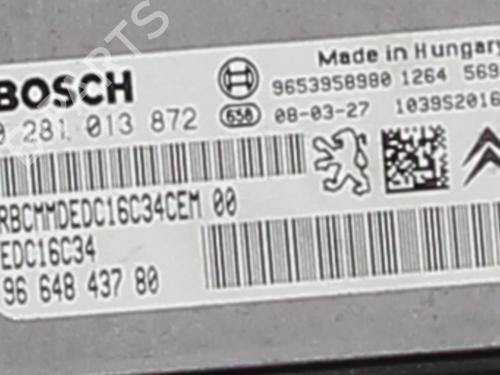 BOSCH
Made in Hungary
9653958980 1264 569
0 281 013 872
638 08-03-27 1039S2016
RBCMMDEDC16C34CEM 00
EDC16C34
96 648 437 80